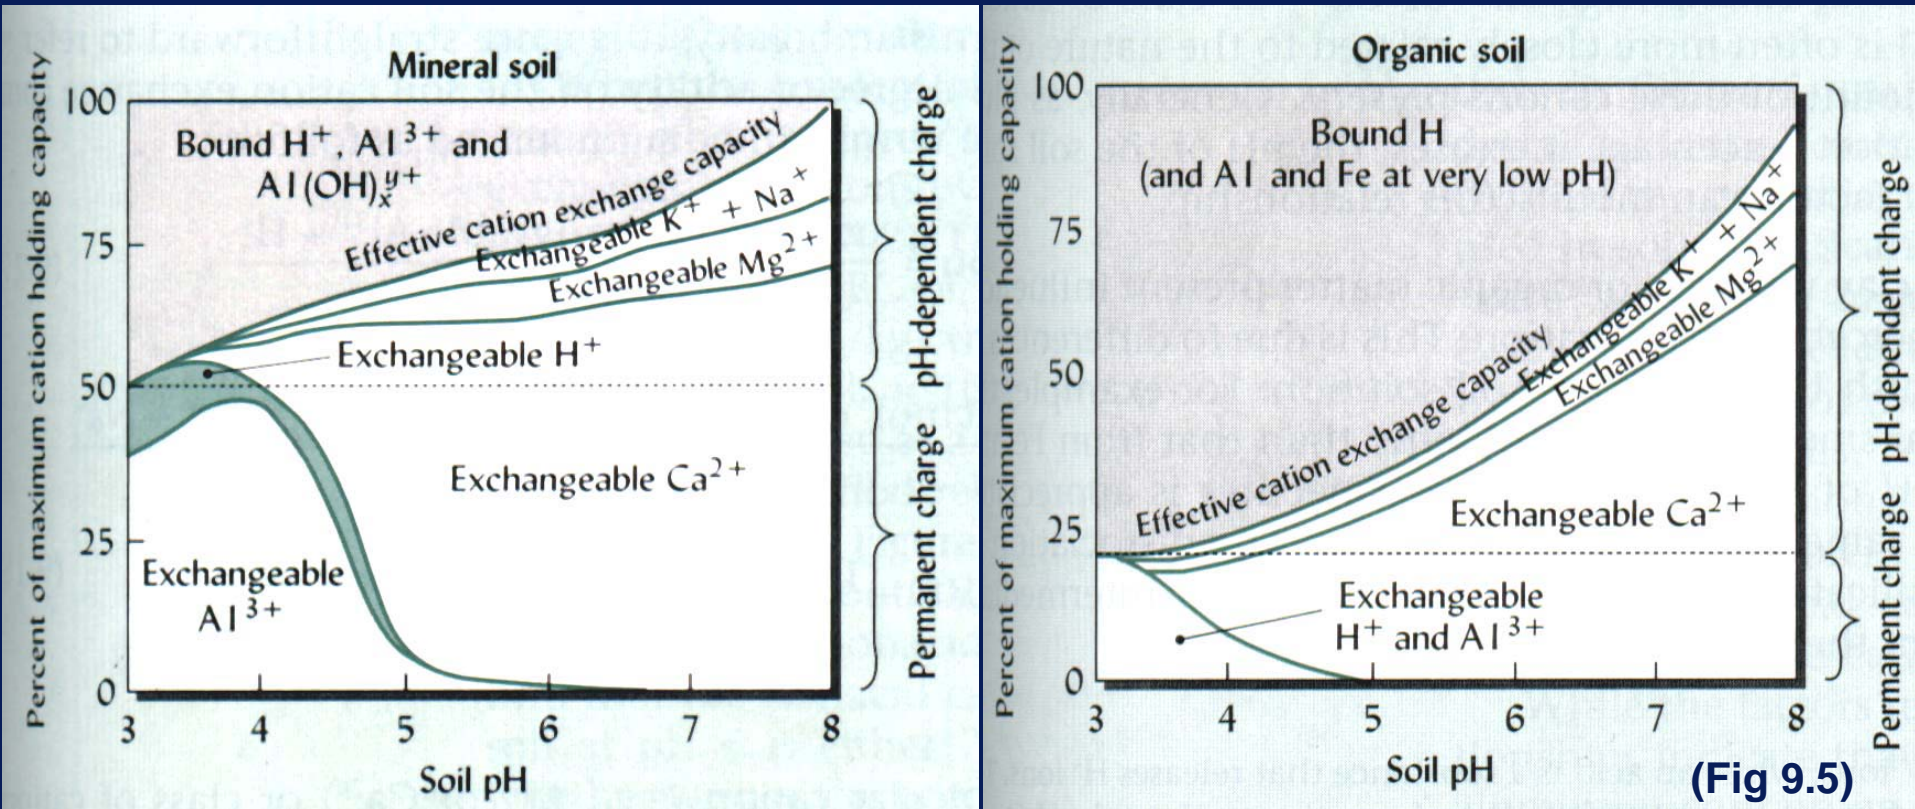 Mineral soil
Percent of maximum cation holding capacity
100
75
50
25
0
Bound H⁺, Al³⁺ and
Al(OH)ₓʸ⁺
Effective cation exchange capacity
Exchangeable K⁺ + Na⁺
Exchangeable Mg²⁺
Exchangeable H⁺
Exchangeable Ca²⁺
Exchangeable
Al³⁺
3 4 5 6 7 8
Soil pH
pH-dependent charge
Permanent charge
Organic soil
Percent of maximum cation holding capacity
100
75
50
25
0
Bound H
(and Al and Fe at very low pH)
Effective cation exchange capacity
Exchangeable K⁺ + Na⁺
Exchangeable Mg²⁺
Exchangeable Ca²⁺
Exchangeable
H⁺ and Al³⁺
3 4 5 6 7 8
Soil pH
pH-dependent charge
Permanent charge
(Fig 9.5)